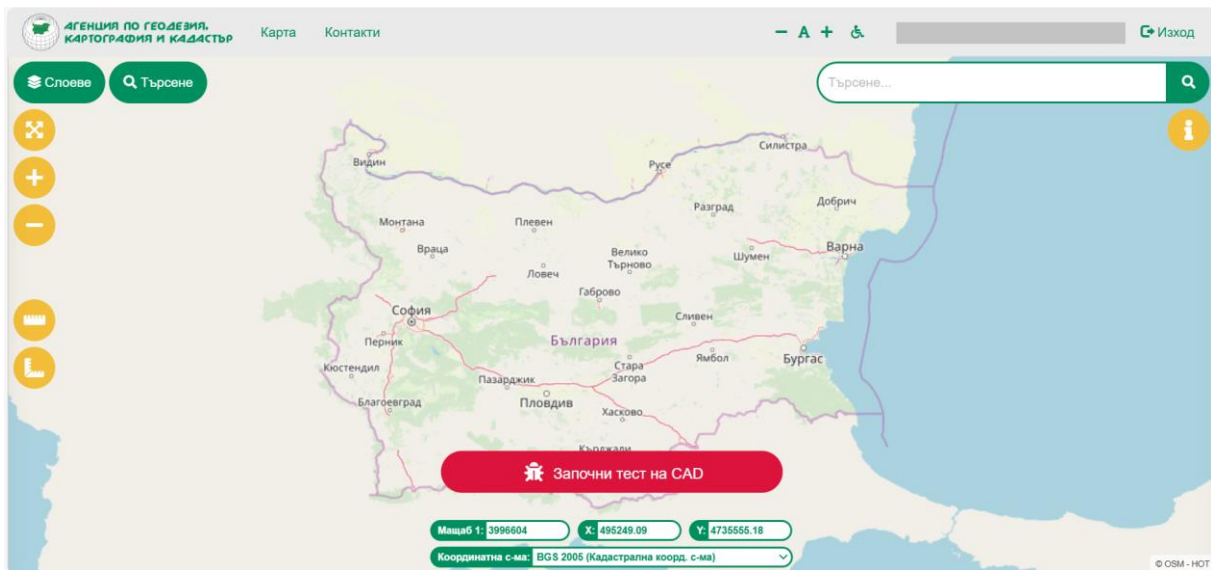 АГЕНЦИЯ ПО ГЕОДЕЗИЯ,
КАРТОГРАФИЯ И КАДАСТЪР
Карта
Контакти
− A +
Изход
Слоеве
Търсене
Търсене...
Видин
Русе
Силистра
Монтана
Плевен
Разград
Добрич
Враца
Ловеч
Велико
Търново
Шумен
Варна
Габрово
София
Сливен
Перник
България
Кюстендил
Стара
Загора
Ямбол
Бургас
Пазарджик
Благоевград
Пловдив
Хасково
Кърджали
Започни тест на CAD
Мащаб 1: 3996604
X: 495249.09
Y: 4735555.18
Координатна с-ма: BGS 2005 (Кадастрална коорд. с-ма)
© OSM - HOT